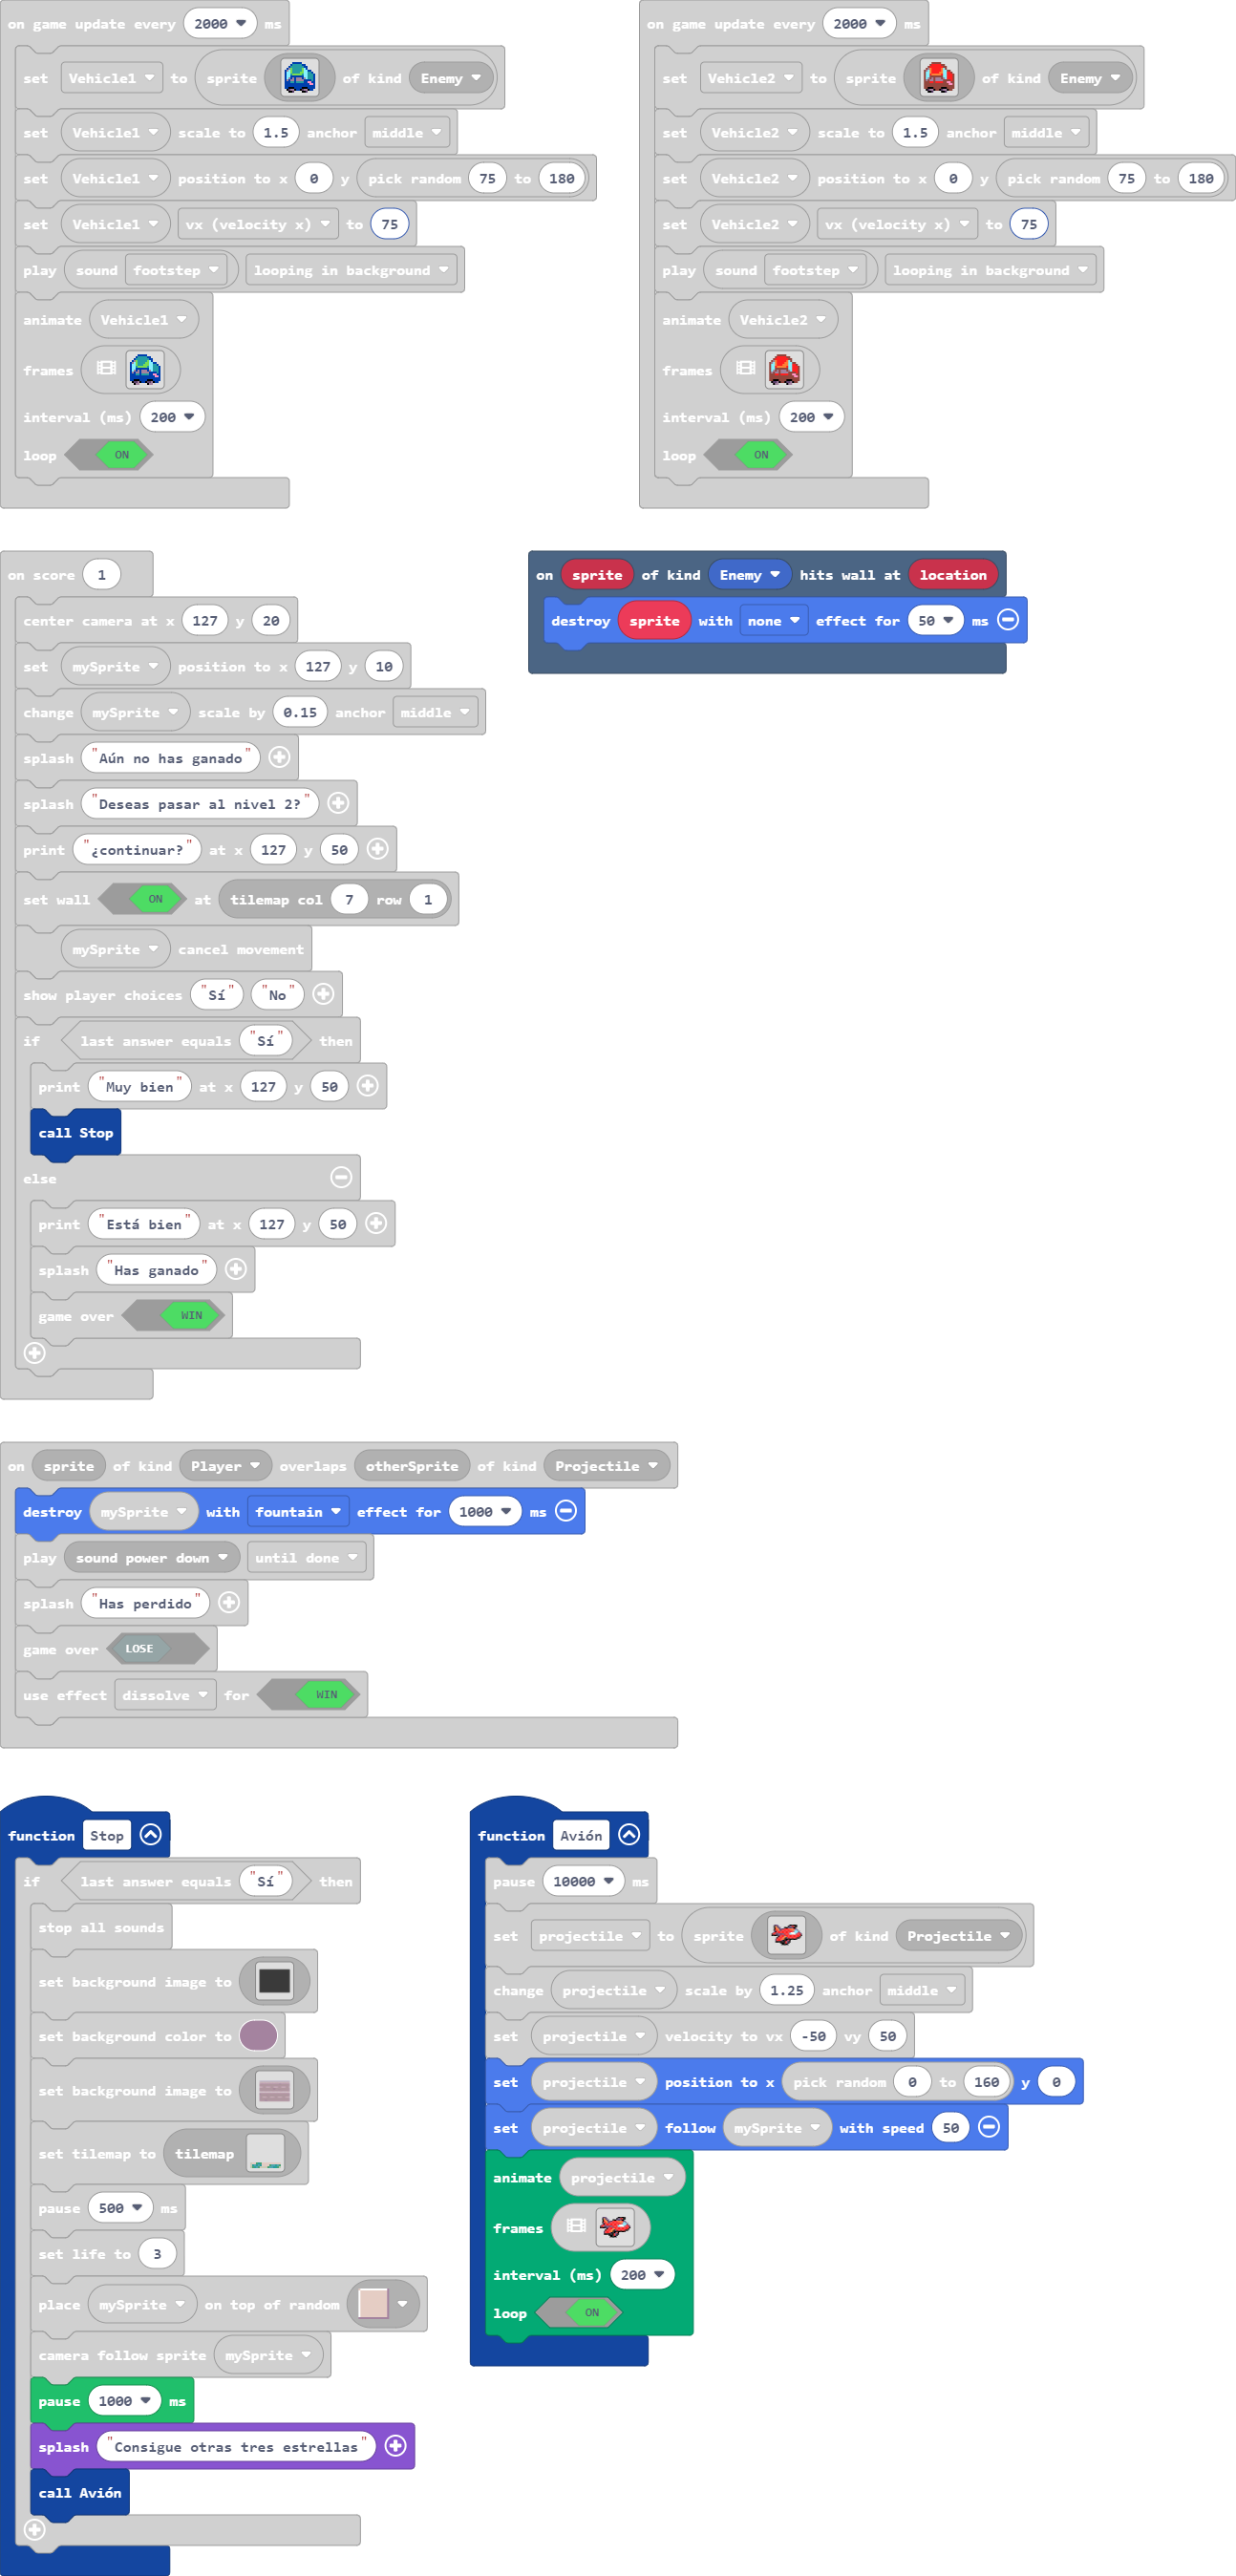 on game update every 2000 ms
set Vehicle1 to sprite of kind Enemy
set Vehicle1 scale to 1.5 anchor middle
set Vehicle1 position to x 0 y pick random 75 to 180
set Vehicle1 vx (velocity x) to 75
play sound footstep looping in background
animate Vehicle1
frames
interval (ms) 200
loop ON
on game update every 2000 ms
set Vehicle2 to sprite of kind Enemy
set Vehicle2 scale to 1.5 anchor middle
set Vehicle2 position to x 0 y pick random 75 to 180
set Vehicle2 vx (velocity x) to 75
play sound footstep looping in background
animate Vehicle2
frames
interval (ms) 200
loop ON
on score 1
center camera at x 127 y 20
set mySprite position to x 127 y 10
change mySprite scale by 0.15 anchor middle
splash "Aún no has ganado"
splash "Deseas pasar al nivel 2?"
print "¿continuar?" at x 127 y 50
set wall ON at tilemap col 7 row 1
mySprite cancel movement
show player choices "Sí" "No"
if last answer equals "Sí" then
print "Muy bien" at x 127 y 50
call Stop
else
print "Está bien" at x 127 y 50
splash "Has ganado"
game over WIN
on sprite of kind Enemy hits wall at location
destroy sprite with none effect for 50 ms
on sprite of kind Player overlaps otherSprite of kind Projectile
destroy mySprite with fountain effect for 1000 ms
play sound power down until done
splash "Has perdido"
game over LOSE
use effect dissolve for WIN
function Stop
if last answer equals "Sí" then
stop all sounds
set background image to
set background color to
set background image to
set tilemap to tilemap
pause 500 ms
set life to 3
place mySprite on top of random
camera follow sprite mySprite
pause 1000 ms
splash "Consigue otras tres estrellas"
call Avión
function Avión
pause 10000 ms
set projectile to sprite of kind Projectile
change projectile scale by 1.25 anchor middle
set projectile velocity to vx -50 vy 50
set projectile position to x pick random 0 to 160 y 0
set projectile follow mySprite with speed 50
animate projectile
frames
interval (ms) 200
loop ON